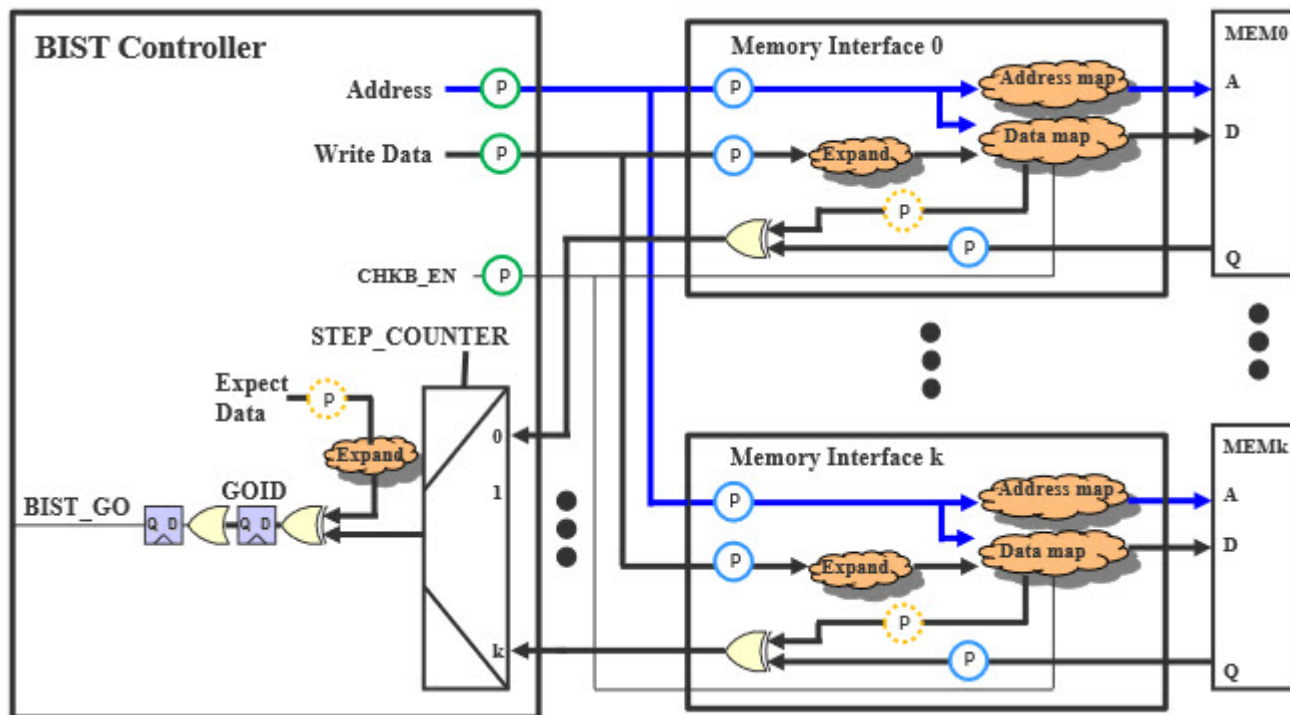 BIST Controller
Address
P
Write Data
P
CHKB_EN
P
STEP_COUNTER
Expect
Data
P
Expand
0
1
k
GOID
BIST_GO
Q D
Q D
Memory Interface 0
P
Address map
P
Expand
Data map
P
P
MEM0
A
D
Q
Memory Interface k
P
Address map
P
Expand
Data map
P
P
MEMk
A
D
Q